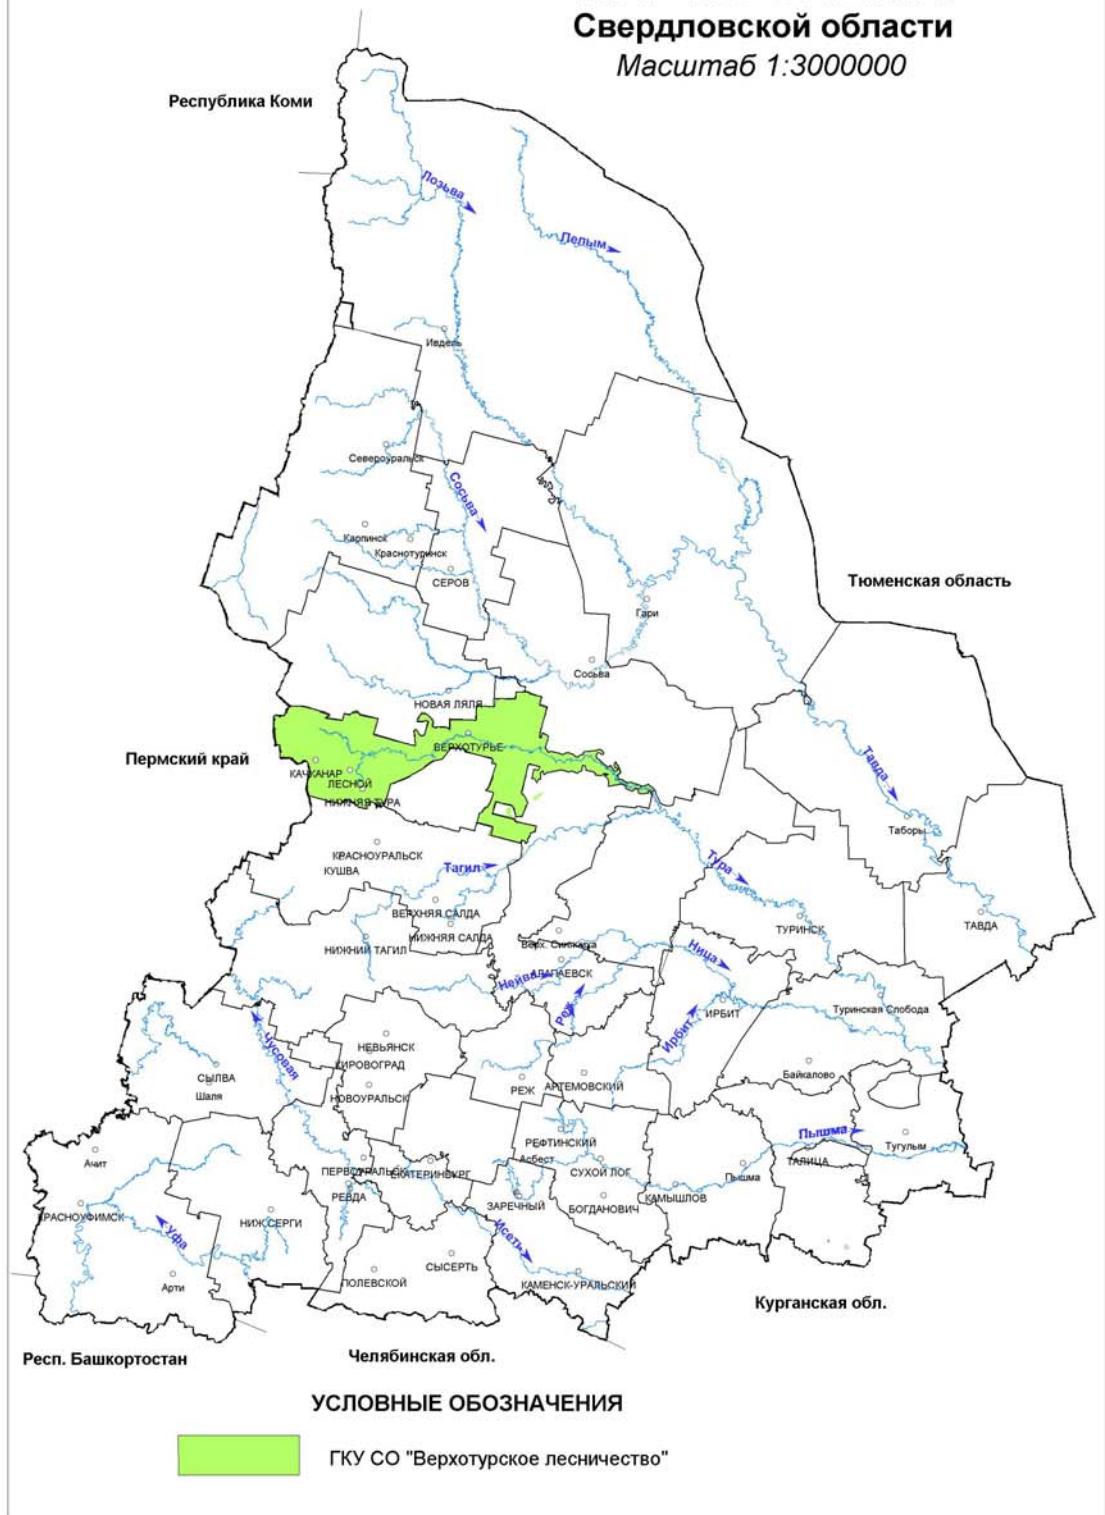 Свердловской области
Масштаб 1:3000000
Республика Коми
Лозьва
Пелым
Ивдель
Североуральск
Сосьва
Карпинск
Краснотурьинск
СЕРОВ
Тюменская область
Гари
Сосьва
НОВАЯ ЛЯЛЯ
ВЕРХОТУРЬЕ
Пермский край
КАЧКАНАР
ЛЕСНОЙ
НИЖНЯЯ ТУРА
Тавда
Таборы
КРАСНОУРАЛЬСК
КУШВА
Тагил
Тура
ВЕРХНЯЯ САЛДА
НИЖНЯЯ САЛДА
НИЖНИЙ ТАГИЛ
Верх. Синячиха
ТУРИНСК
ТАВДА
Ница
Нейва
АЛАПАЕВСК
Реж
Ирбит
ИРБИТ
Туринская Слобода
Чусовая
НЕВЬЯНСК
КИРОВОГРАД
СЫЛВА
Шаля
НОВОУРАЛЬСК
РЕЖ
АРТЕМОВСКИЙ
Байкалово
Пышма
Тугулым
РЕФТИНСКИЙ
Асбест
ТАЛИЦА
Ачит
ПЕРВОУРАЛЬСК
ЕКАТЕРИНБУРГ
СУХОЙ ЛОГ
Пышма
РЕВДА
ЗАРЕЧНЫЙ
БОГДАНОВИЧ
КАМЫШЛОВ
КРАСНОУФИМСК
Уфа
НИЖ.СЕРГИ
Исеть
СЫСЕРТЬ
ПОЛЕВСКОЙ
Арти
КАМЕНСК-УРАЛЬСКИЙ
Курганская обл.
Респ. Башкортостан
Челябинская обл.
УСЛОВНЫЕ ОБОЗНАЧЕНИЯ
ГКУ СО "Верхотурское лесничество"